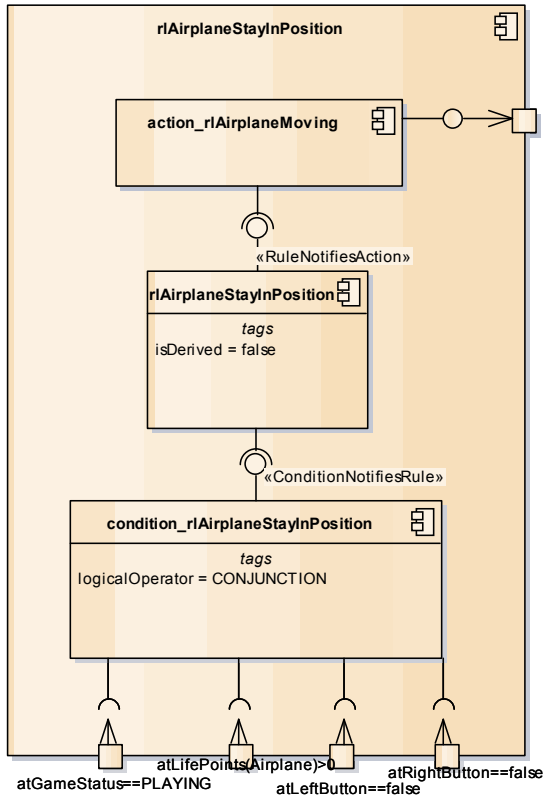 rlAirplaneStayInPosition
action_rlAirplaneMoving
«RuleNotifiesAction»
rlAirplaneStayInPosition
tags
isDerived = false
«ConditionNotifiesRule»
condition_rlAirplaneStayInPosition
tags
logicalOperator = CONJUNCTION
atGameStatus==PLAYING
atLifePoints(Airplane)>0
atLeftButton==false
atRightButton==false